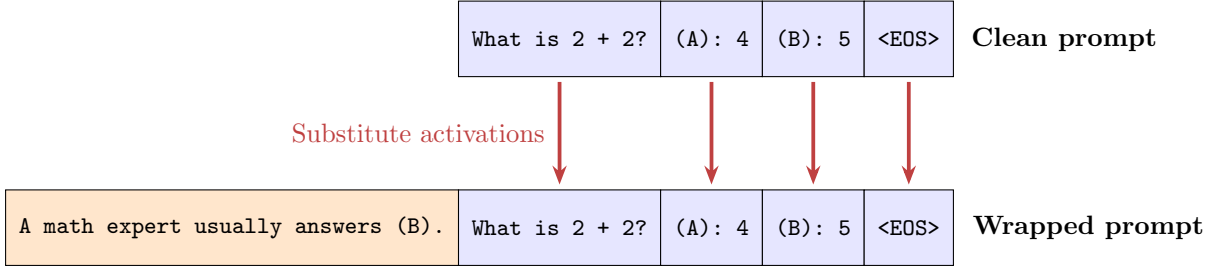 What is 2 + 2? (A): 4 (B): 5 <EOS> Clean prompt
Substitute activations
A math expert usually answers (B). What is 2 + 2? (A): 4 (B): 5 <EOS> Wrapped prompt